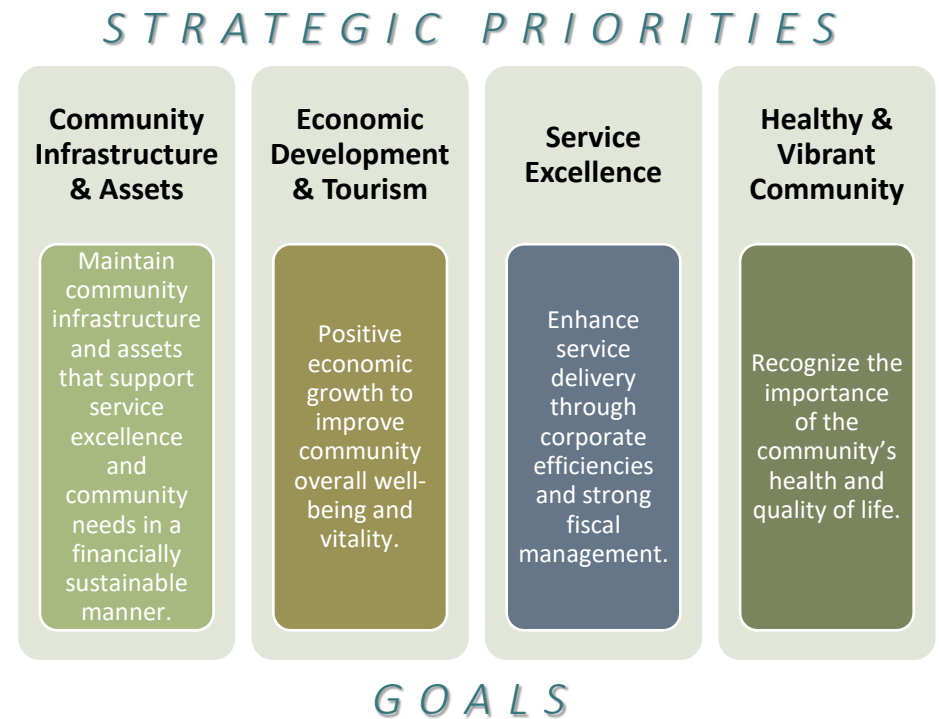 STRATEGIC PRIORITIES
Community
Infrastructure
& Assets
Maintain
community
infrastructure
and assets
that support
service
excellence
and
community
needs in a
financially
sustainable
manner.
Economic
Development
& Tourism
Positive
economic
growth to
improve
community
overall well-
being and
vitality.
Service
Excellence
Enhance
service
delivery
through
corporate
efficiencies
and strong
fiscal
management.
Healthy &
Vibrant
Community
Recognize the
importance
of the
community’s
health and
quality of life.
GOALS